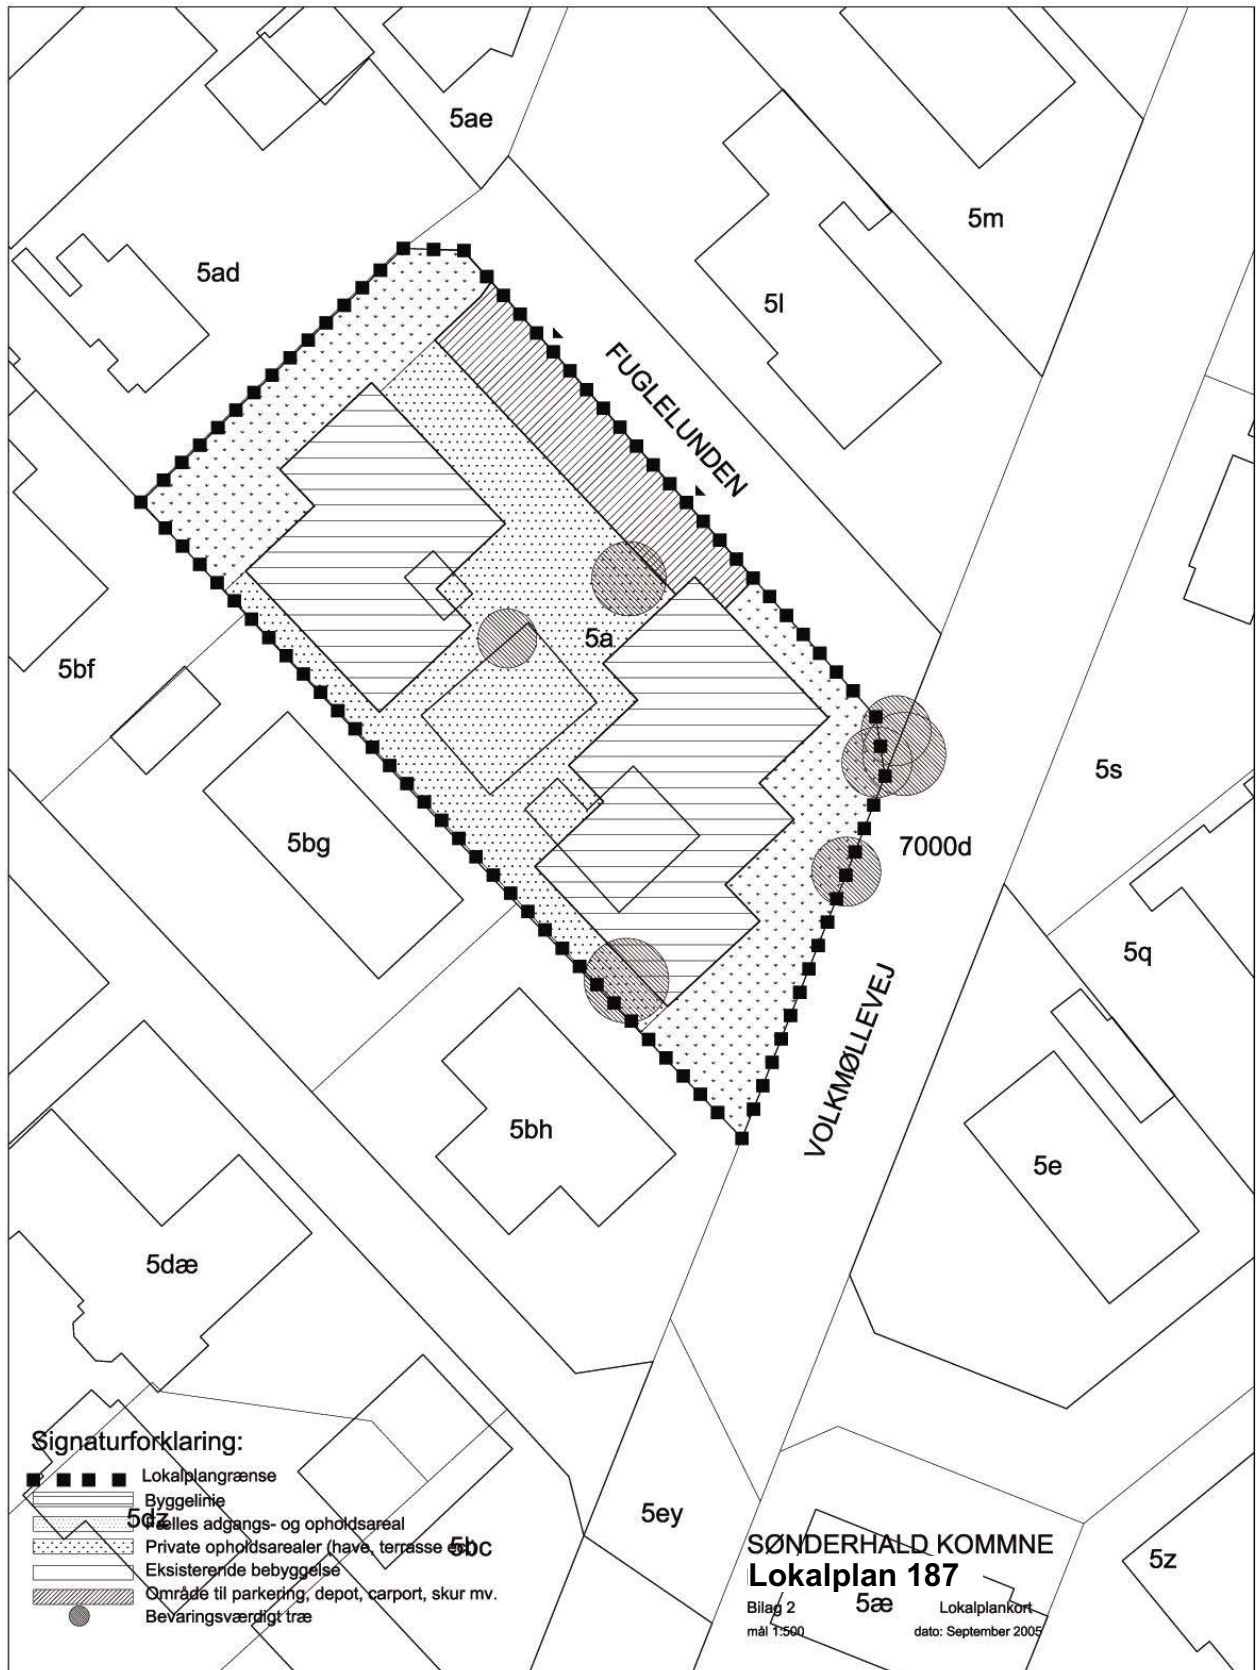 5ae
5m
5ad
5l
FUGLELUNDEN
5a
5bf
5s
5bg
7000d
5q
VOLKMØLLEVEJ
5bh
5e
5dæ
Signaturforklaring:
Lokalplangrænse
Byggelinie
5dz
Fælles adgangs- og opholdsareal
Private opholdsarealer (have, terrasse ect)
5bc
Eksisterende bebyggelse
Område til parkering, depot, carport, skur mv.
Bevaringsværdigt træ
5ey
SØNDERHALD KOMMNE
Lokalplan 187
5z
Bilag 2
5æ
Lokalplankort
mål 1:500
dato: September 2005